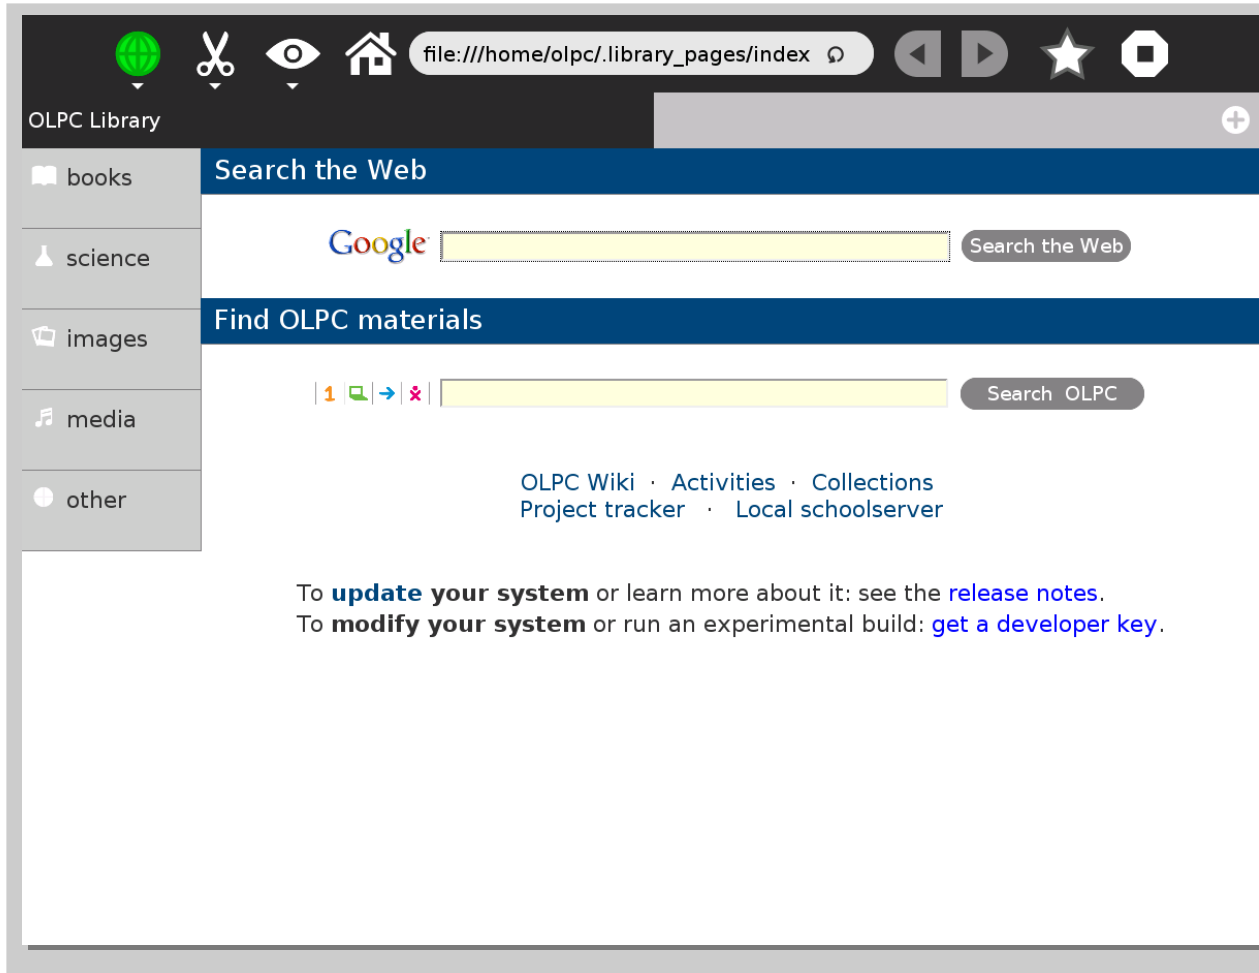 file:///home/olpc/.library_pages/index
OLPC Library
books
science
images
media
other
Search the Web
Google
Search the Web
Find OLPC materials
1
Search OLPC
OLPC Wiki · Activities · Collections
Project tracker · Local schoolserver
To update your system or learn more about it: see the release notes.
To modify your system or run an experimental build: get a developer key.